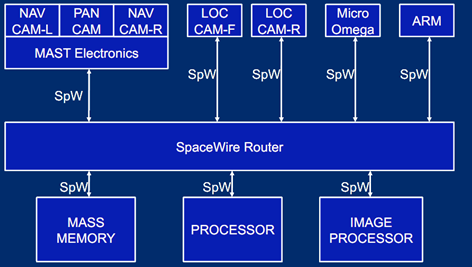 NAV CAM-L
PAN CAM
NAV CAM-R
MAST Electronics
LOC CAM-F
LOC CAM-R
Micro Omega
ARM
SpW
SpW
SpW
SpW
SpW
SpaceWire Router
SpW
SpW
SpW
MASS MEMORY
PROCESSOR
IMAGE PROCESSOR